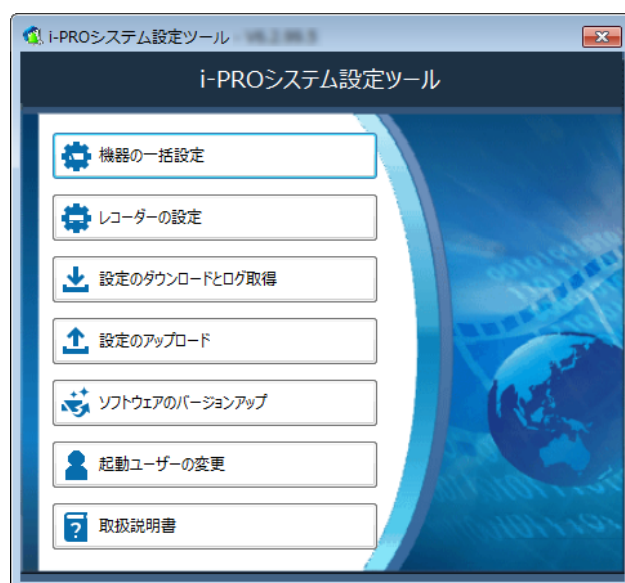 i-PROシステム設定ツール
i-PROシステム設定ツール
機器の一括設定
レコーダーの設定
設定のダウンロードとログ取得
設定のアップロード
ソフトウェアのバージョンアップ
起動ユーザーの変更
取扱説明書